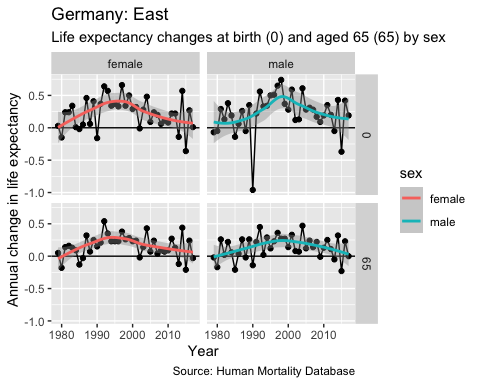 Germany: East
Life expectancy changes at birth (0) and aged 65 (65) by sex
female
male
0.5
0.0
-0.5
-1.0
0
0.5
0.0
-0.5
-1.0
65
1980 1990 2000 2010
1980 1990 2000 2010
Annual change in life expectancy
Year
sex
female
male
Source: Human Mortality Database